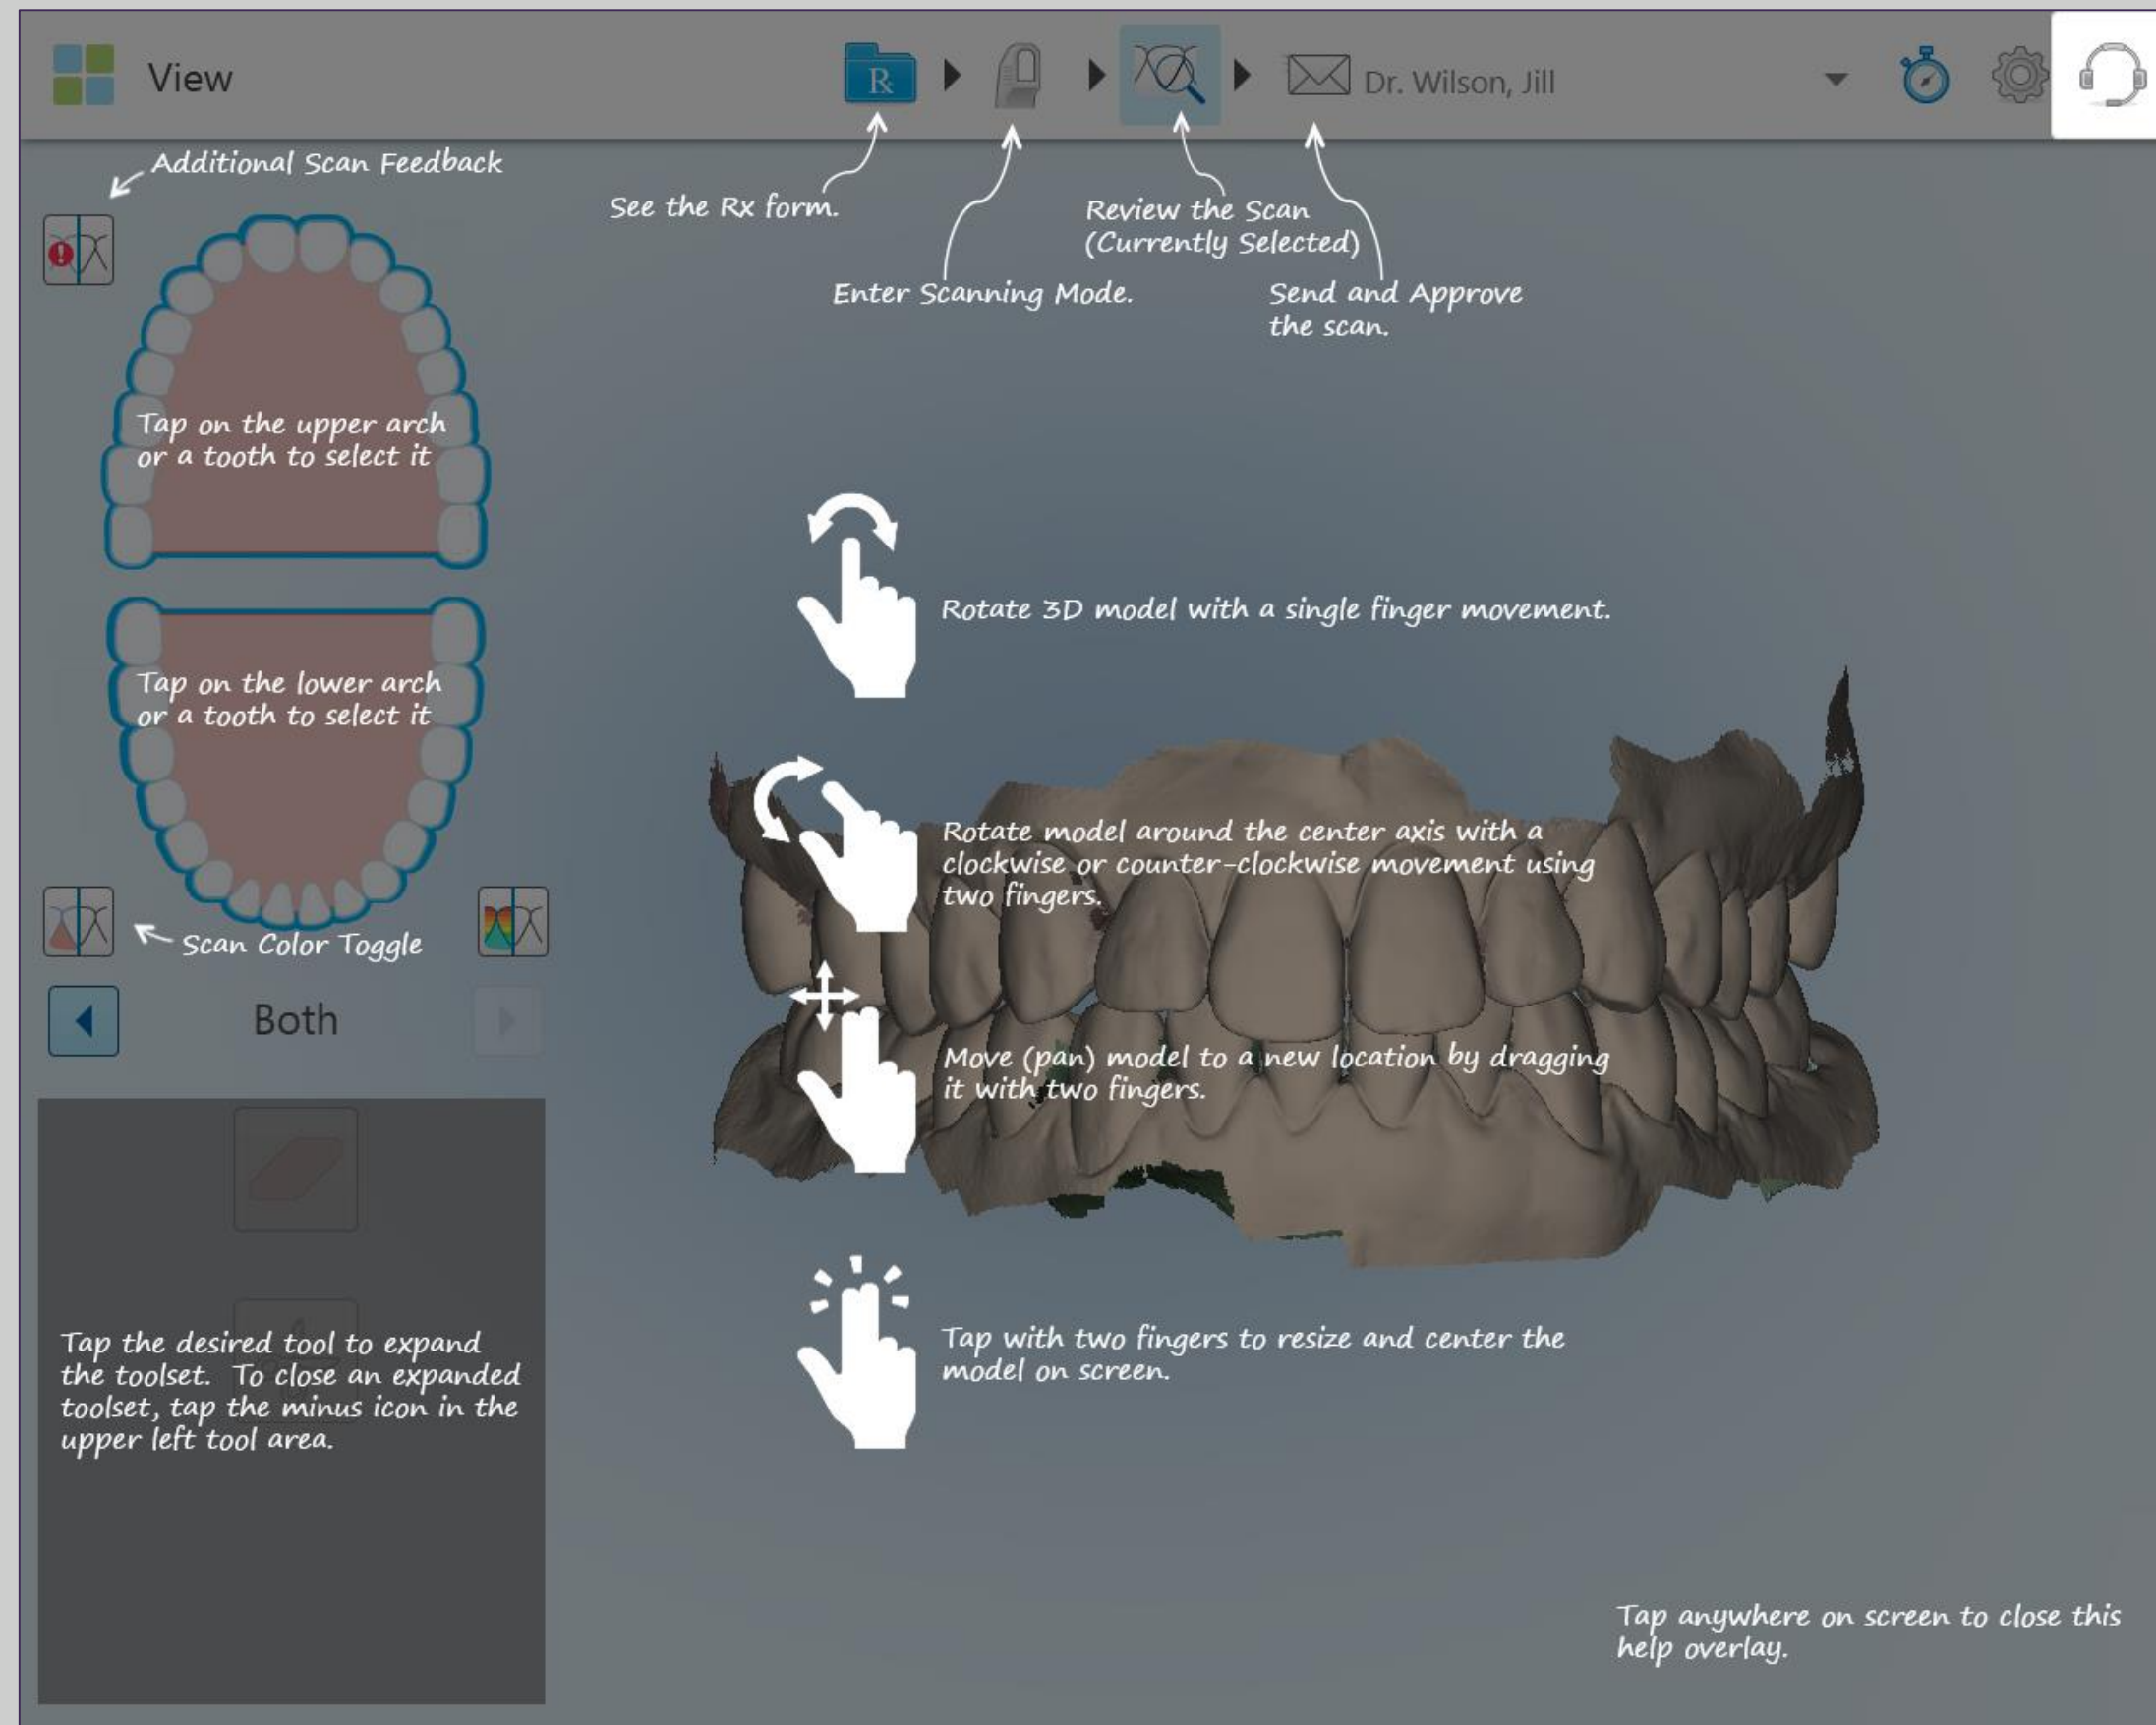 View
R
Dr. Wilson, Jill
Additional Scan Feedback
See the Rx form.
Review the Scan
(Currently Selected)
Enter Scanning Mode.
Send and Approve
the scan.
Tap on the upper arch
or a tooth to select it
Rotate 3D model with a single finger movement.
Tap on the lower arch
or a tooth to select it
Rotate model around the center axis with a
clockwise or counter-clockwise movement using
two fingers.
Scan Color Toggle
Both
Move (pan) model to a new location by dragging
it with two fingers.
Tap with two fingers to resize and center the
model on screen.
Tap the desired tool to expand
the toolset. To close an expanded
toolset, tap the minus icon in the
upper left tool area.
Tap anywhere on screen to close this
help overlay.